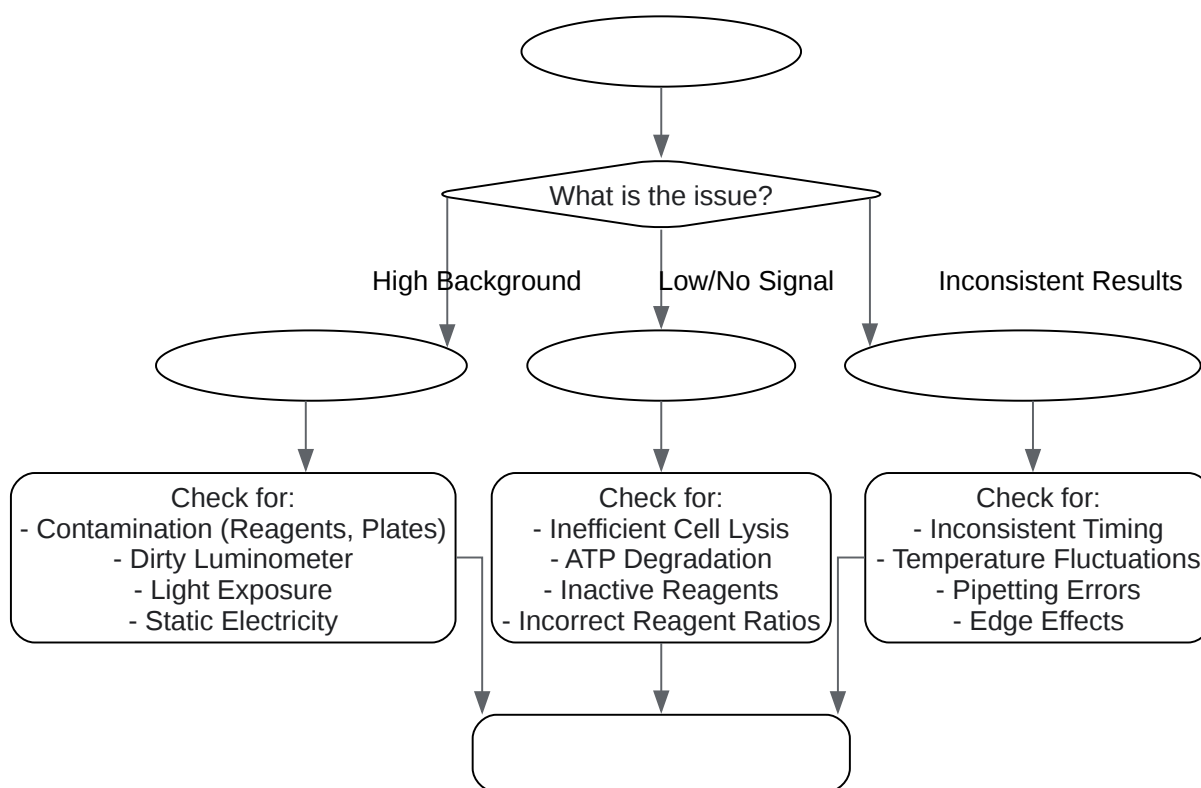 What is the issue?
High Background
Low/No Signal
Inconsistent Results
Check for:
- Contamination (Reagents, Plates)
- Dirty Luminometer
- Light Exposure
- Static Electricity
Check for:
- Inefficient Cell Lysis
- ATP Degradation
- Inactive Reagents
- Incorrect Reagent Ratios
Check for:
- Inconsistent Timing
- Temperature Fluctuations
- Pipetting Errors
- Edge Effects